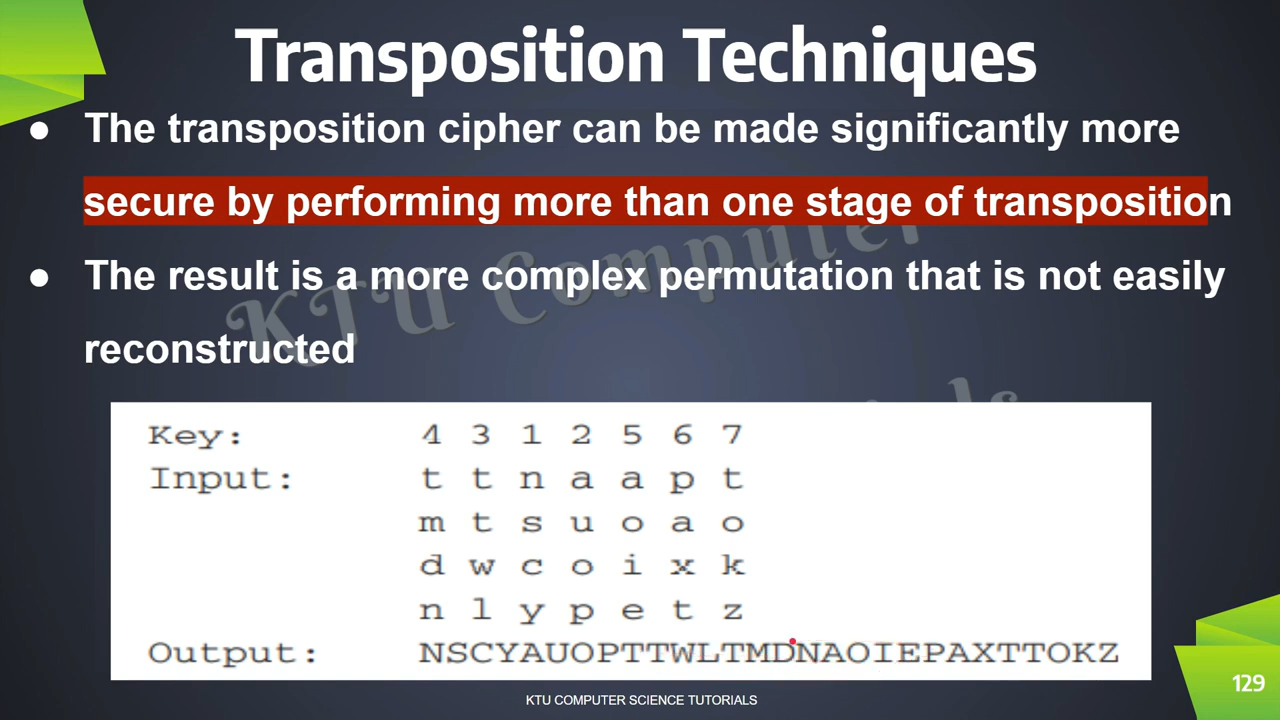 Transposition Techniques
● The transposition cipher can be made significantly more
secure by performing more than one stage of transposition
● The result is a more complex permutation that is not easily
reconstructed
KTU Computer
Key: 4 3 1 2 5 6 7
Input: t t n a a p t
m t s u o a o
d w c o i x k
n l y p e t z
Output: NSCYAUOPTTWLTMDNAOIEPAXTTOKZ
KTU COMPUTER SCIENCE TUTORIALS
129